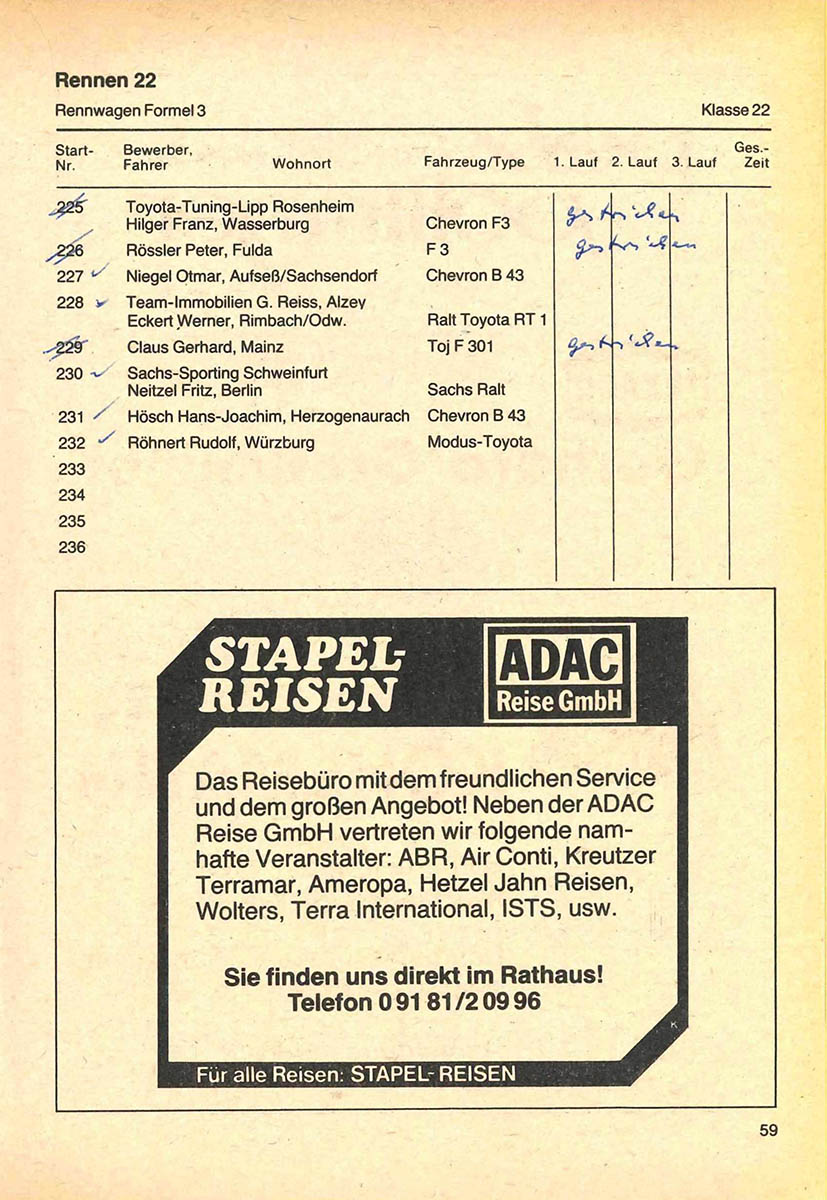 Rennen 22
Rennwagen Formel 3 Klasse 22
Start-Nr. Bewerber, Fahrer Wohnort Fahrzeug/Type 1. Lauf 2. Lauf 3. Lauf Ges.-Zeit
225 Toyota-Tuning-Lipp Rosenheim gestrichen
Hilger Franz, Wasserburg Chevron F3
226 Rössler Peter, Fulda F 3 gestrichen
227 Niegel Otmar, Aufseß/Sachsendorf Chevron B 43
228 Team-Immobilien G. Reiss, Alzey
Eckert Werner, Rimbach/Odw. Ralt Toyota RT 1
229 Claus Gerhard, Mainz Toj F 301 gestrichen
230 Sachs-Sporting Schweinfurt
Neitzel Fritz, Berlin Sachs Ralt
231 Hösch Hans-Joachim, Herzogenaurach Chevron B 43
232 Röhnert Rudolf, Würzburg Modus-Toyota
233
234
235
236
STAPEL-
REISEN
ADAC
Reise GmbH
Das Reisebüro mit dem freundlichen Service
und dem großen Angebot! Neben der ADAC
Reise GmbH vertreten wir folgende nam-
hafte Veranstalter: ABR, Air Conti, Kreutzer
Terramar, Ameropa, Hetzel Jahn Reisen,
Wolters, Terra International, ISTS, usw.
Sie finden uns direkt im Rathaus!
Telefon 0 91 81/2 09 96
K
Für alle Reisen: STAPEL-REISEN
59